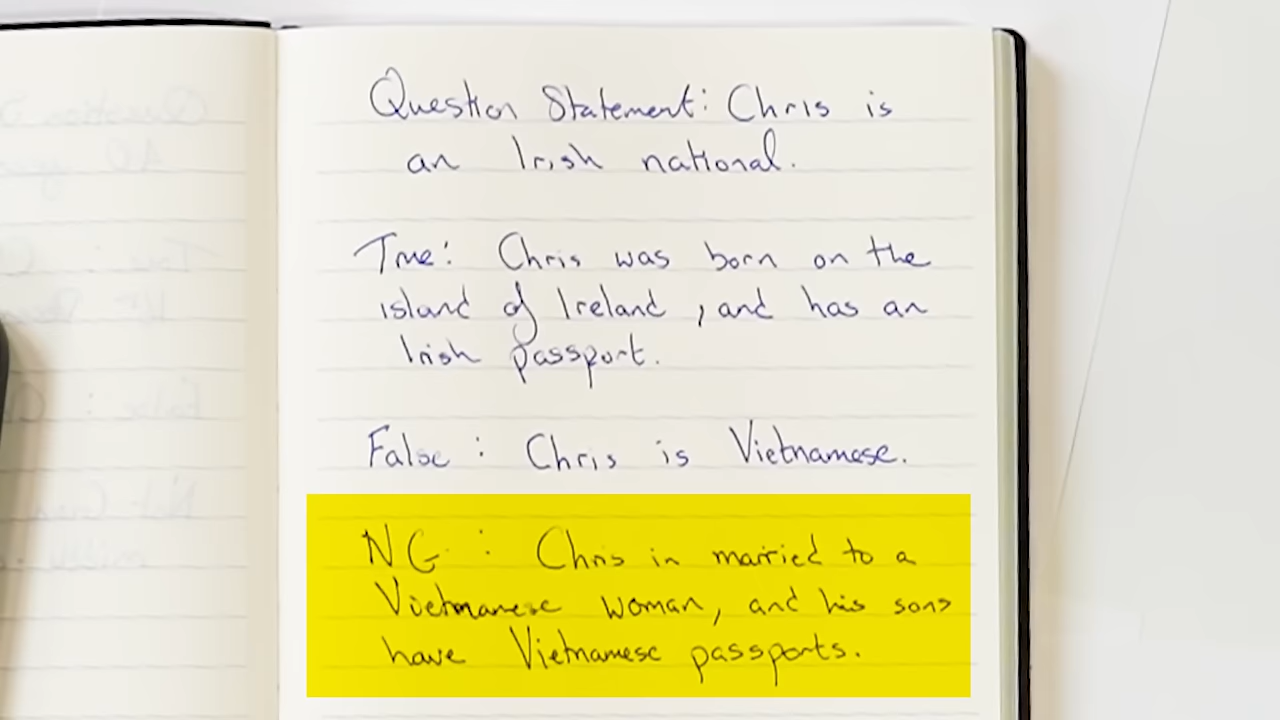 Question Statement: Chris is
an Irish national.
True: Chris was born on the
island of Ireland, and has an
Irish passport.
False: Chris is Vietnamese.
NG: Chris in married to a
Vietmanese woman, and his sons
have Vietnamese passports.